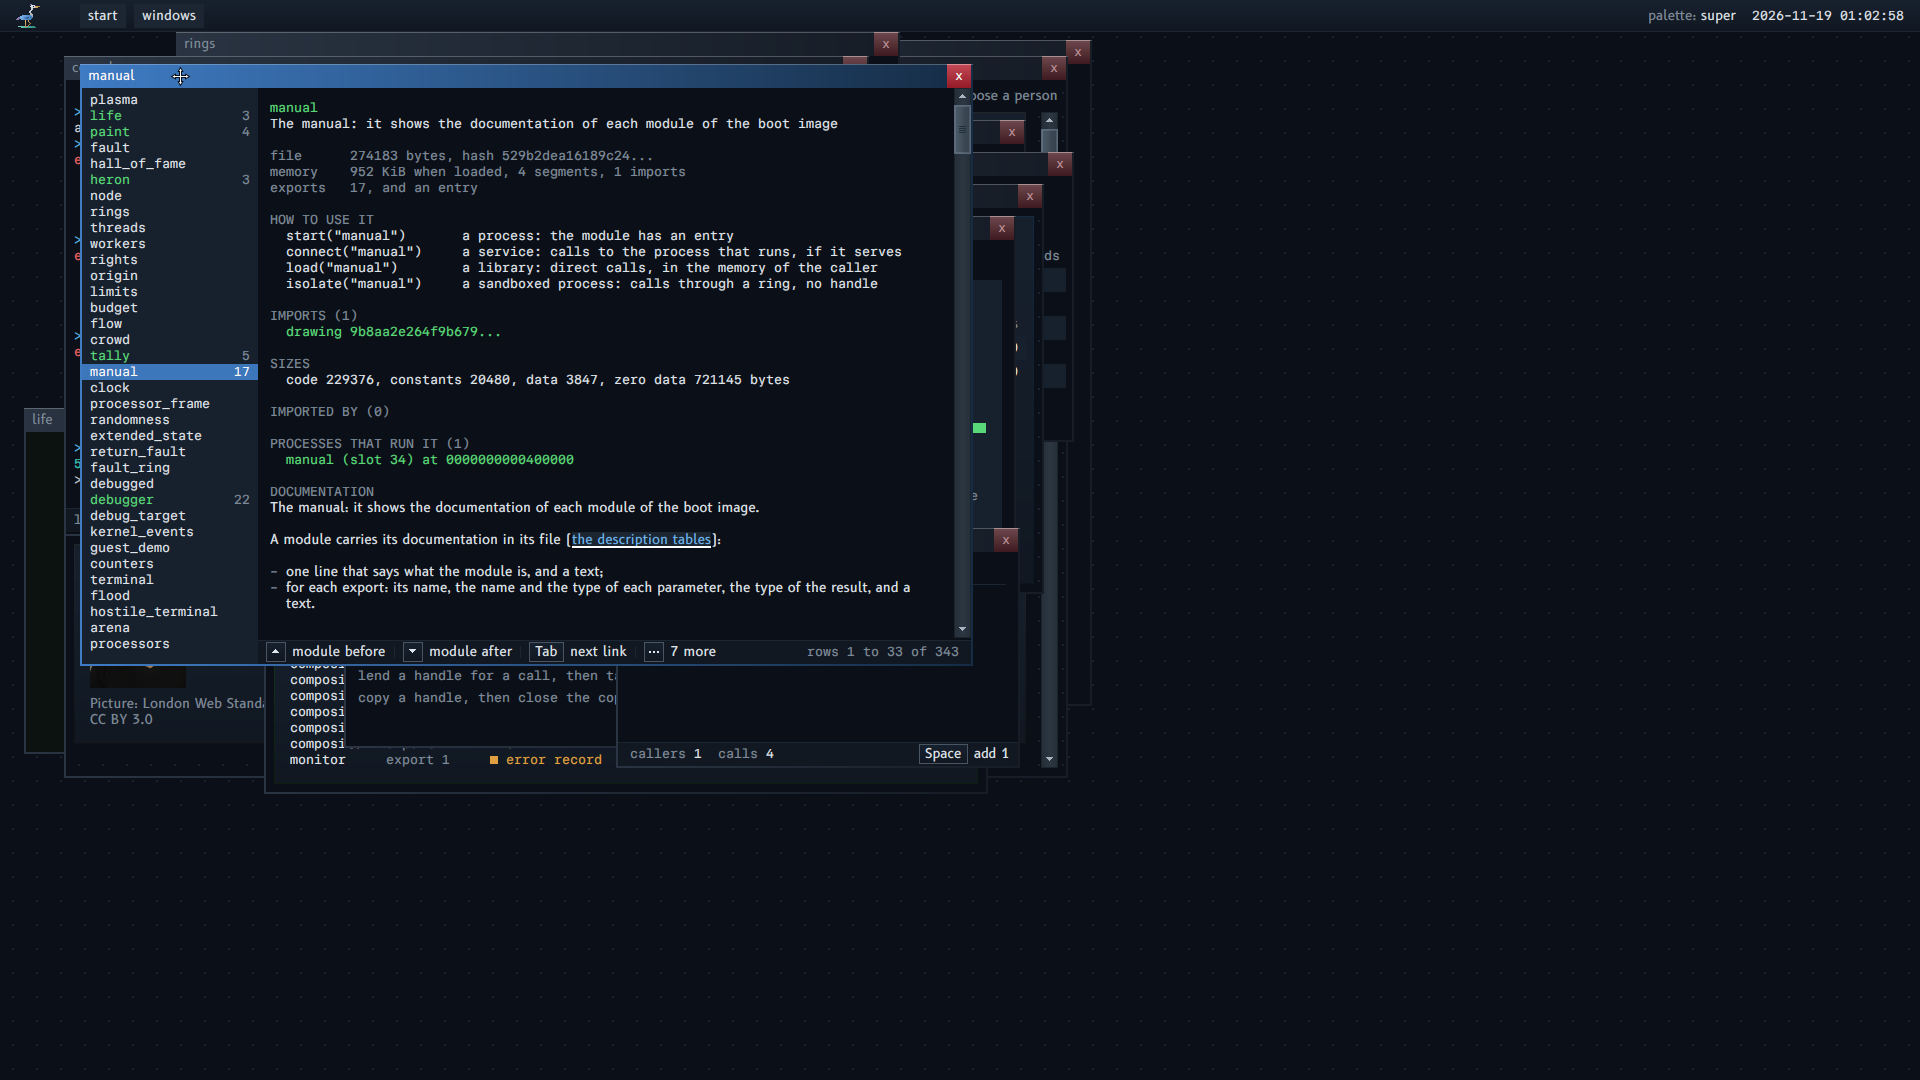 start windows palette: super 2026-11-19 01:02:58
rings x
x
x
manual x
plasma
life 3
paint 4
fault
hall_of_fame
heron 3
node
rings
threads
workers
rights
origin
limits
budget
flow
crowd
tally 5
manual 17
clock
processor_frame
randomness
extended_state
return_fault
fault_ring
debugged
debugger 22
debug_target
kernel_events
guest_demo
counters
terminal
flood
hostile_terminal
arena
processors
manual
The manual: it shows the documentation of each module of the boot image
file 274183 bytes, hash 529b2dea16189c24...
memory 952 KiB when loaded, 4 segments, 1 imports
exports 17, and an entry
HOW TO USE IT
start("manual") a process: the module has an entry
connect("manual") a service: calls to the process that runs, if it serves
load("manual") a library: direct calls, in the memory of the caller
isolate("manual") a sandboxed process: calls through a ring, no handle
IMPORTS (1)
drawing 9b8aa2e264f9b679...
SIZES
code 229376, constants 20480, data 3847, zero data 721145 bytes
IMPORTED BY (0)
PROCESSES THAT RUN IT (1)
manual (slot 34) at 0000000000400000
DOCUMENTATION
The manual: it shows the documentation of each module of the boot image.
A module carries its documentation in its file [the description tables]:
- one line that says what the module is, and a text;
- for each export: its name, the name and the type of each parameter, the type of the result, and a
text.
module before module after Tab next link ... 7 more rows 1 to 33 of 343
a person
x
x
x
x
x
ds
life
Picture: London Web Standa
CC BY 3.0
composi
composi
composi
composi
composi
monitor export 1 error record
lend a handle for a call, then
copy a handle, then close the
callers 1 calls 4 Space add 1